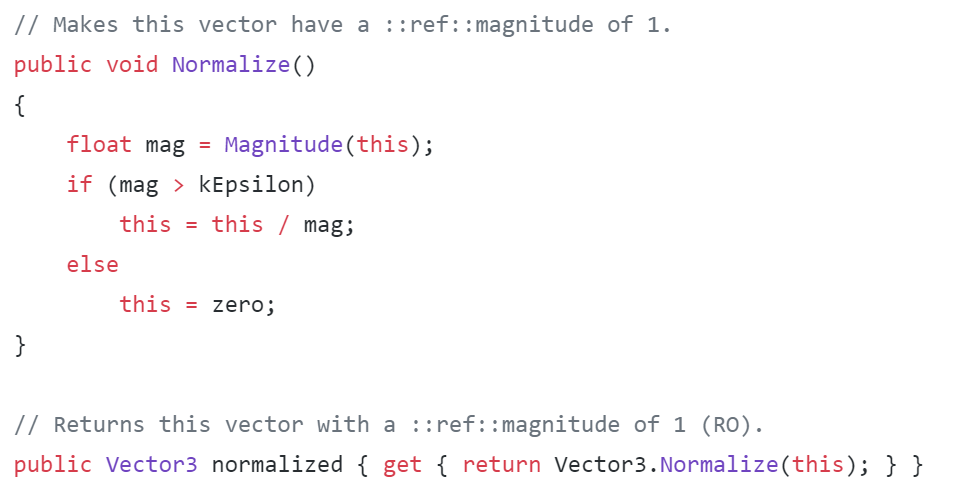 // Makes this vector have a ::ref::magnitude of 1.
public void Normalize()
{
    float mag = Magnitude(this);
    if (mag > kEpsilon)
        this = this / mag;
    else
        this = zero;
}

// Returns this vector with a ::ref::magnitude of 1 (RO).
public Vector3 normalized { get { return Vector3.Normalize(this); } }